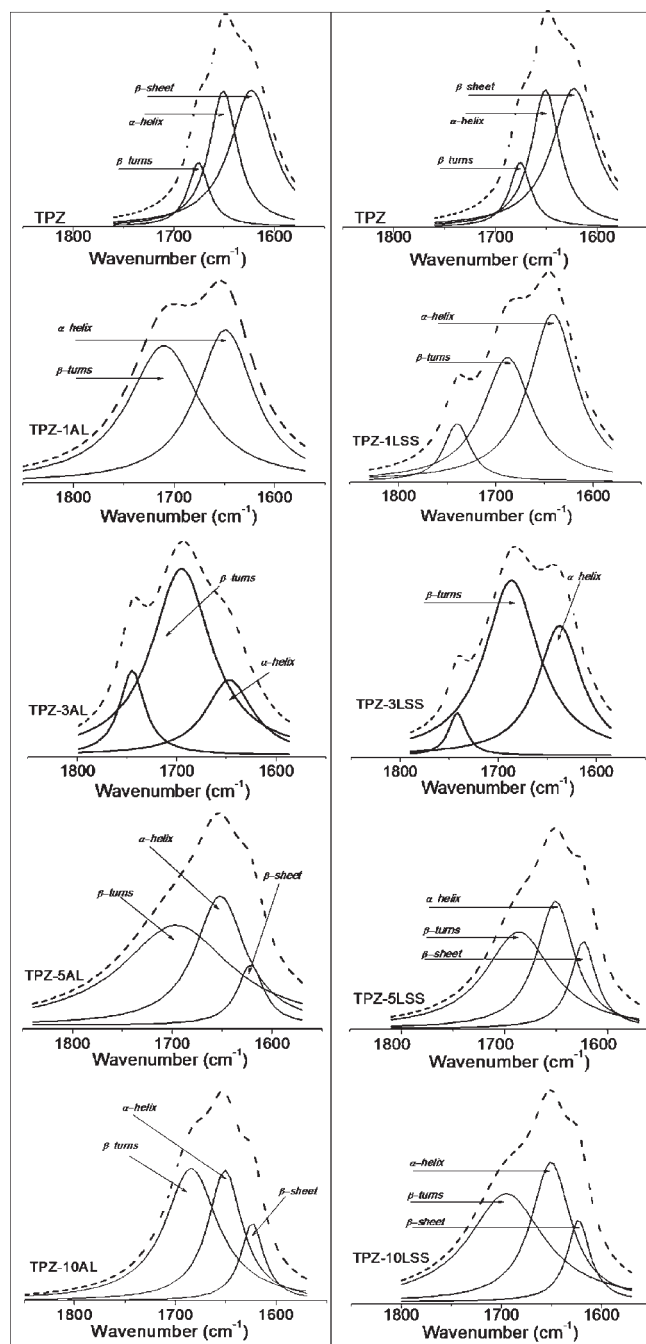 β-sheet
α-helix
β turns
TPZ
1800 1700 1600
Wavenumber (cm⁻¹)
β sheet
α-helix
β turns
TPZ
1800 1700 1600
Wavenumber (cm⁻¹)
α helix
β-turns
TPZ-1AL
1800 1700 1600
Wavenumber (cm⁻¹)
α-helix
β-turns
TPZ-1LSS
1800 1700 1600
Wavenumber (cm⁻¹)
β turns
α-helix
TPZ-3AL
1800 1700 1600
Wavenumber (cm⁻¹)
α helix
β-turns
TPZ-3LSS
1800 1700 1600
Wavenumber (cm⁻¹)
α-helix
β-sheet
β-turns
TPZ-5AL
1800 1700 1600
Wavenumber (cm⁻¹)
α helix
β-turns
β-sheet
TPZ-5LSS
1800 1700 1600
Wavenumber (cm⁻¹)
α-helix
β turns
β-sheet
TPZ-10AL
1800 1700 1600
Wavenumber (cm⁻¹)
α-helix
β-turns
β-sheet
TPZ-10LSS
1800 1700 1600
Wavenumber (cm⁻¹)